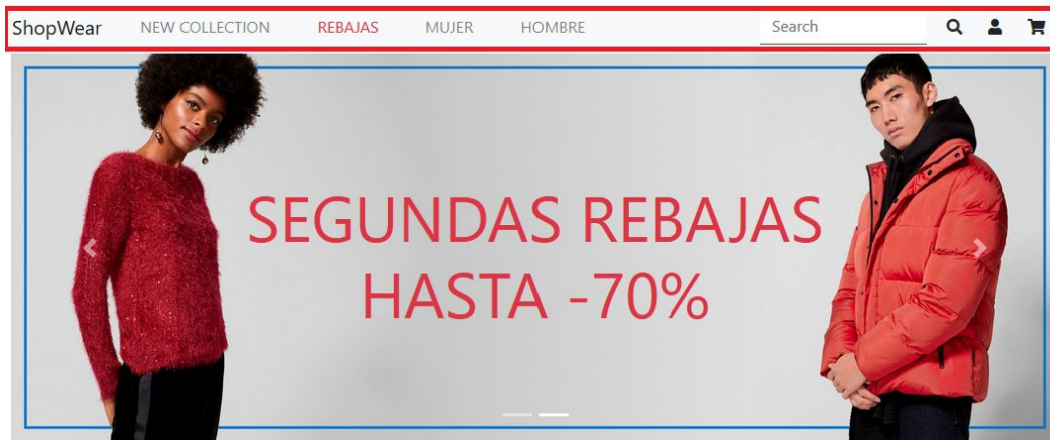 ShopWear NEW COLLECTION REBAJAS MUJER HOMBRE Search
SEGUNDAS REBAJAS
HASTA -70%